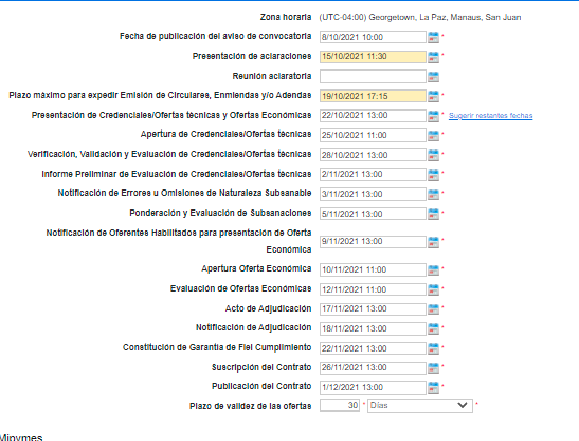 Zona horaria (UTC-04:00) Georgetown, La Paz, Manaus, San Juan
Fecha de publicación del aviso de convocatoria 8/10/2021 10:00 *
Presentación de aclaraciones 15/10/2021 11:30 *
Reunión aclaratoria
Plazo máximo para expedir Emisión de Circulares, Enmiendas y/o Adendas 19/10/2021 17:15 *
Presentación de Credenciales/Ofertas técnicas y Ofertas Económicas 22/10/2021 13:00 * Sugerir restantes fechas
Apertura de Credenciales/Ofertas técnicas 25/10/2021 11:00 *
Verificación, Validación y Evaluación de Credenciales/Ofertas técnicas 28/10/2021 13:00 *
Informe Preliminar de Evaluación de Credenciales/Ofertas técnicas 2/11/2021 13:00 *
Notificación de Errores u Omisiones de Naturaleza Subsanable 3/11/2021 13:00 *
Ponderación y Evaluación de Subsanaciones 5/11/2021 13:00 *
Notificación de Oferentes Habilitados para presentación de Oferta
Económica 9/11/2021 13:00 *
Apertura Oferta Económica 10/11/2021 11:00 *
Evaluación de Ofertas Económicas 12/11/2021 11:00 *
Acto de Adjudicación 17/11/2021 13:00 *
Notificación de Adjudicación 18/11/2021 13:00 *
Constitución de Garantía de Fiel Cumplimiento 22/11/2021 13:00 *
Suscripción del Contrato 26/11/2021 13:00 *
Publicación del Contrato 1/12/2021 13:00 *
Plazo de validez de las ofertas 30 * Días *
Mipymes